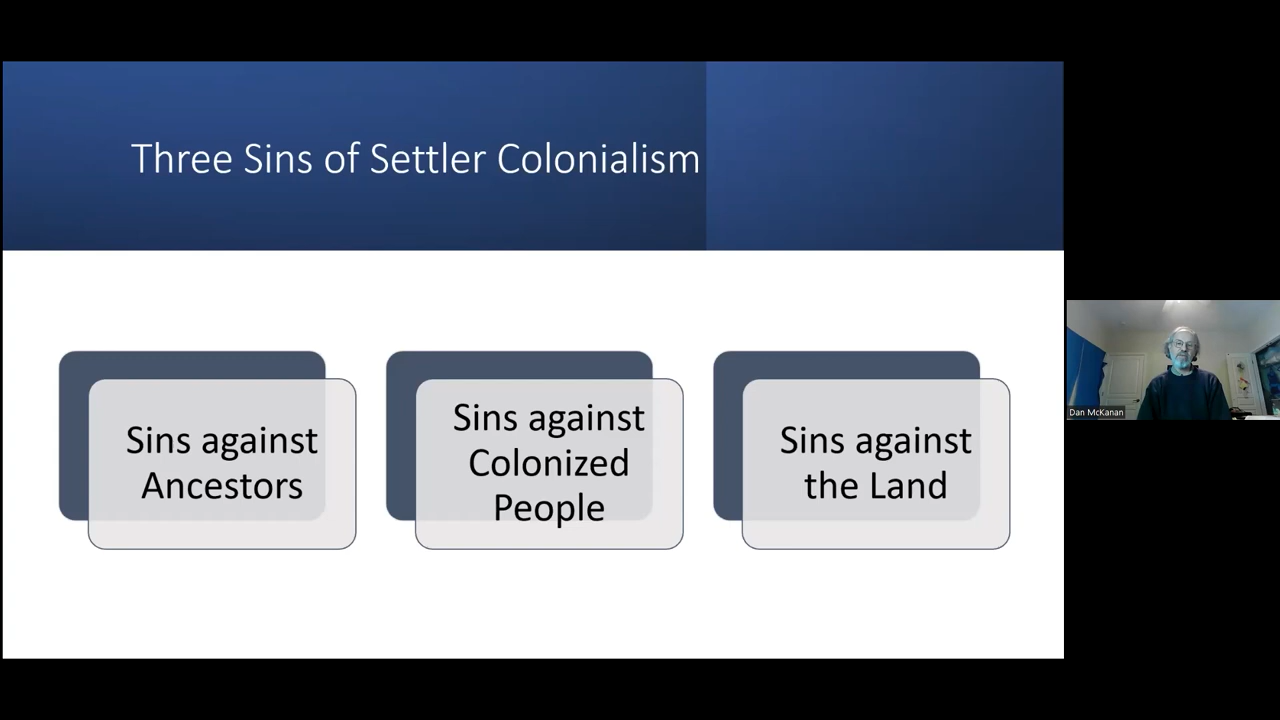 Three Sins of Settler Colonialism
Sins against
Ancestors
Sins against
Colonized
People
Sins against
the Land
Dan McKanan